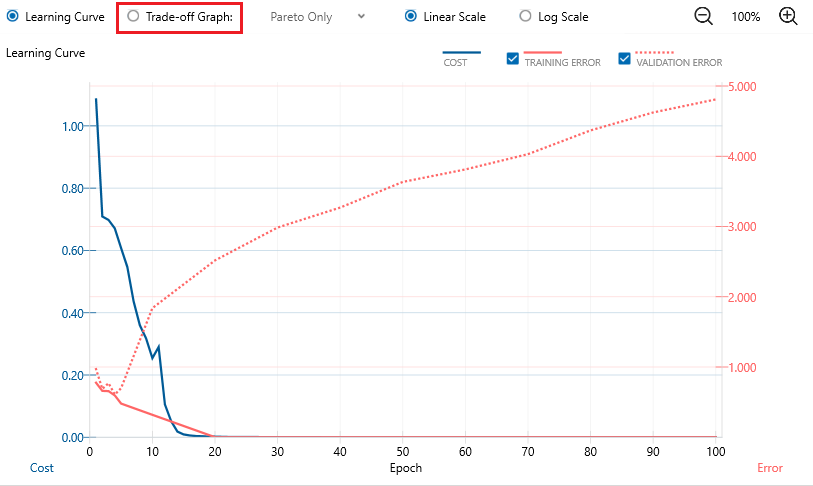 Learning Curve Trade-off Graph: Pareto Only Linear Scale Log Scale 100%
Learning Curve
COST TRAINING ERROR VALIDATION ERROR
5.000
1.00
4.000
0.80
3.000
0.60
2.000
0.40
1.000
0.20
0.00
0 10 20 30 40 50 60 70 80 90 100
Cost Epoch Error